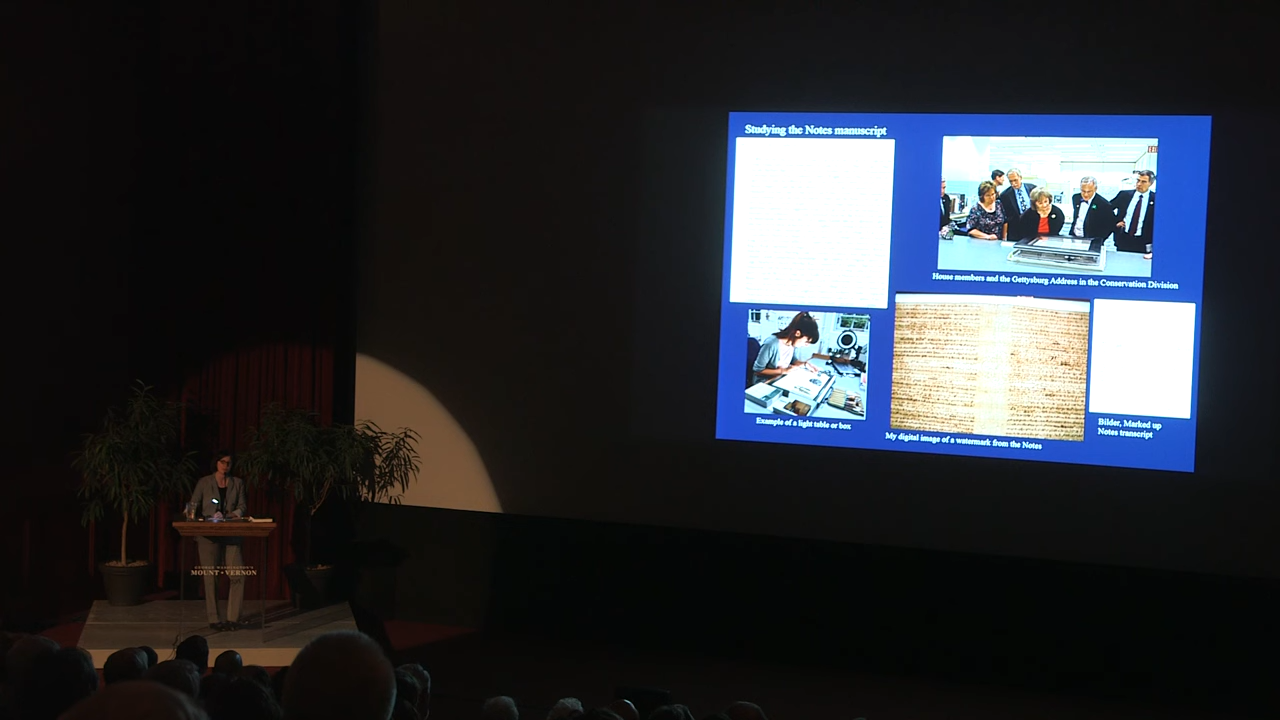 Studying the Notes manuscript
House members and the Gettysburg Address in the Conservation Division
Example of a light table or box
My digital image of a watermark from the Notes
Bilder, Marked up
Notes transcript
GEORGE WASHINGTON'S
MOUNT • VERNON